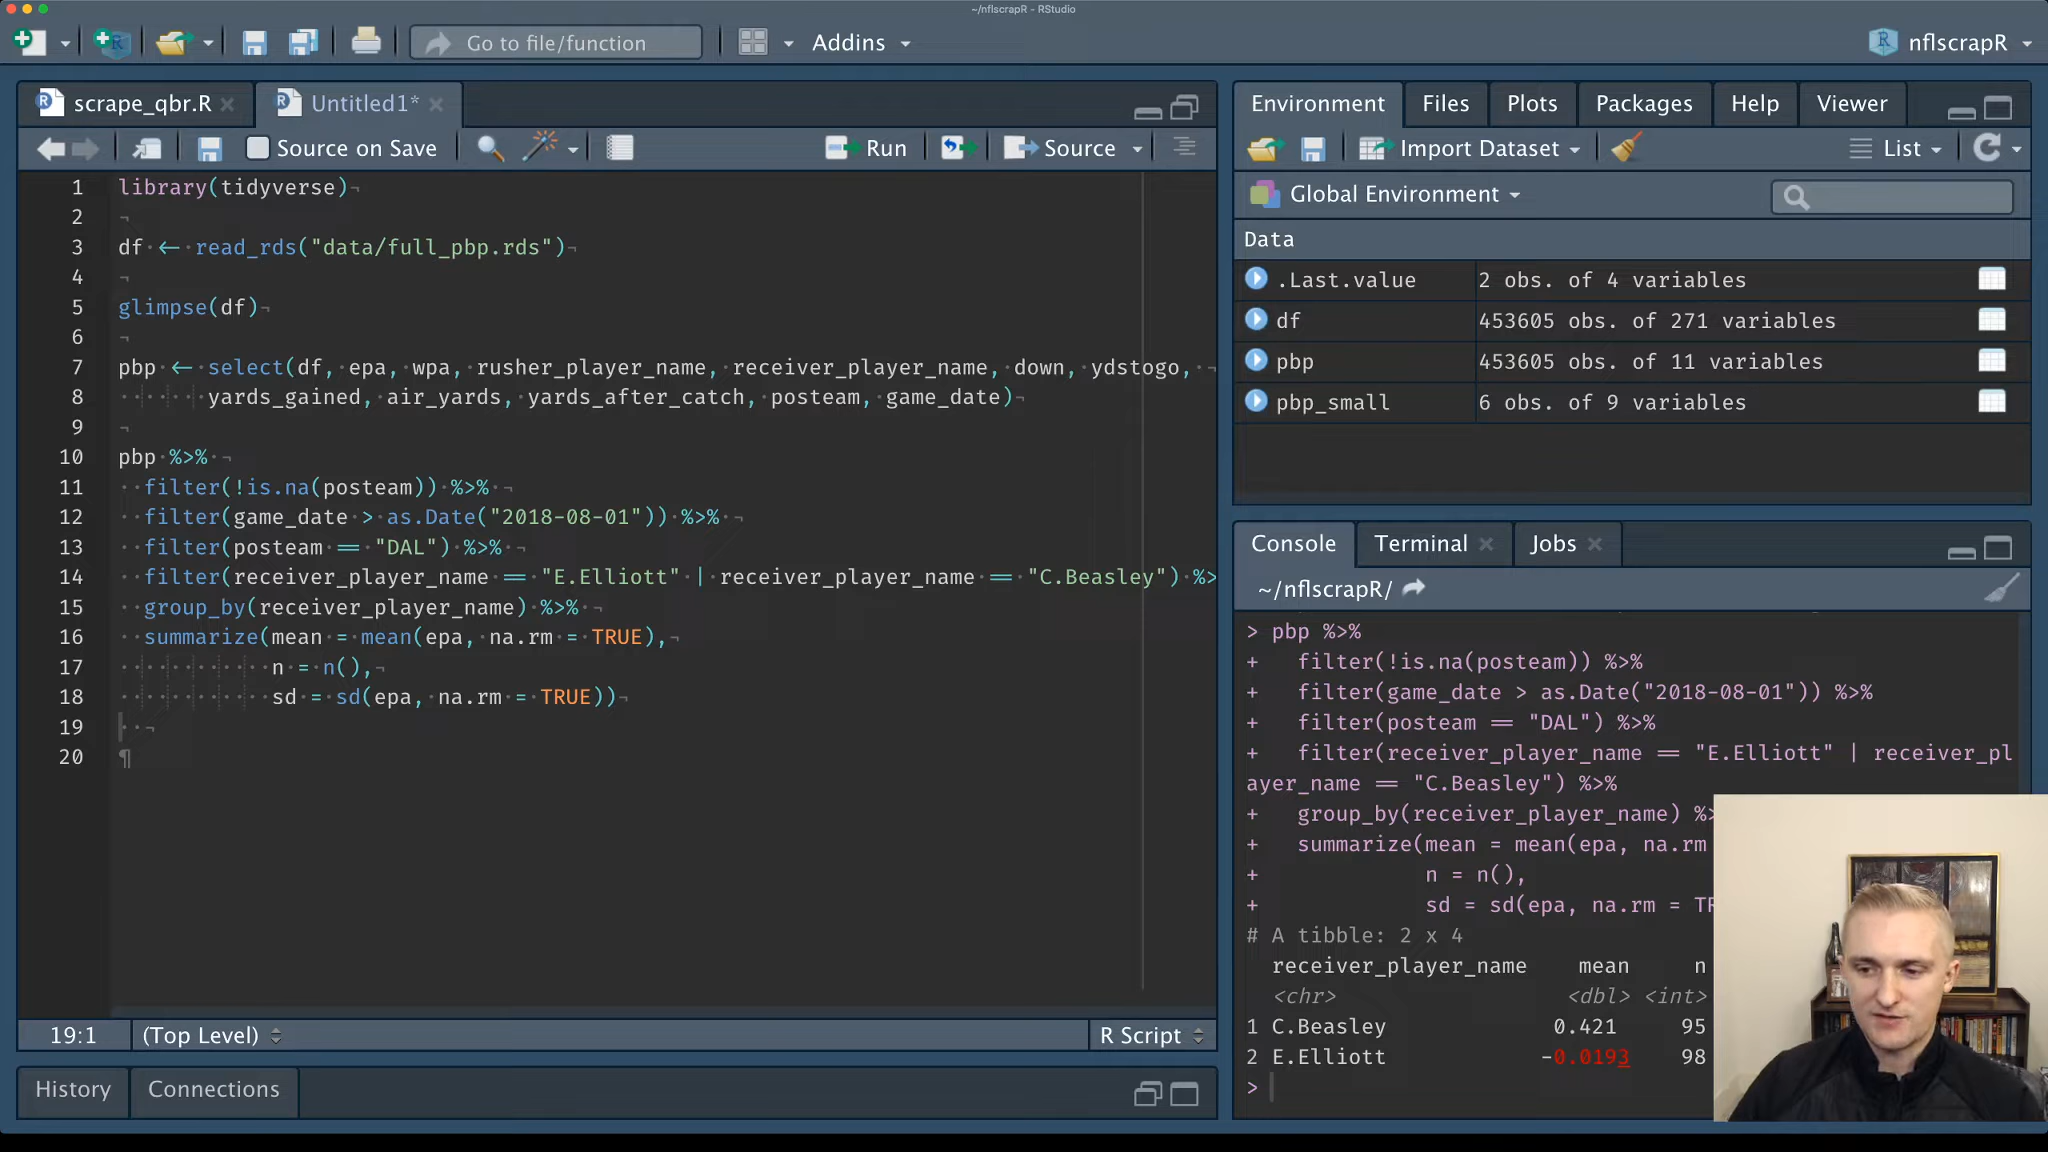 ~/nflscrapR - RStudio
Go to file/function
Addins
nflscrapR
scrape_qbr.R
Untitled1*
Source on Save
Run
Source
1 library(tidyverse)
2
3 df <- read_rds("data/full_pbp.rds")
4
5 glimpse(df)
6
7 pbp <- select(df, epa, wpa, rusher_player_name, receiver_player_name, down, ydstogo,
8 yards_gained, air_yards, yards_after_catch, posteam, game_date)
9
10 pbp %>%
11 filter(!is.na(posteam)) %>%
12 filter(game_date > as.Date("2018-08-01")) %>%
13 filter(posteam == "DAL") %>%
14 filter(receiver_player_name == "E.Elliott" | receiver_player_name == "C.Beasley") %>
15 group_by(receiver_player_name) %>%
16 summarize(mean = mean(epa, na.rm = TRUE),
17 n = n(),
18 sd = sd(epa, na.rm = TRUE))
19
20
19:1 (Top Level) R Script
History Connections
Environment Files Plots Packages Help Viewer
Import Dataset List
Global Environment
Data
.Last.value 2 obs. of 4 variables
df 453605 obs. of 271 variables
pbp 453605 obs. of 11 variables
pbp_small 6 obs. of 9 variables
Console Terminal Jobs
~/nflscrapR/
> pbp %>%
+ filter(!is.na(posteam)) %>%
+ filter(game_date > as.Date("2018-08-01")) %>%
+ filter(posteam == "DAL") %>%
+ filter(receiver_player_name == "E.Elliott" | receiver_pl
ayer_name == "C.Beasley") %>%
+ group_by(receiver_player_name) %>
+ summarize(mean = mean(epa, na.rm
+ n = n(),
+ sd = sd(epa, na.rm = TR
# A tibble: 2 x 4
receiver_player_name mean n
<chr> <dbl> <int>
1 C.Beasley 0.421 95
2 E.Elliott -0.0193 98
>